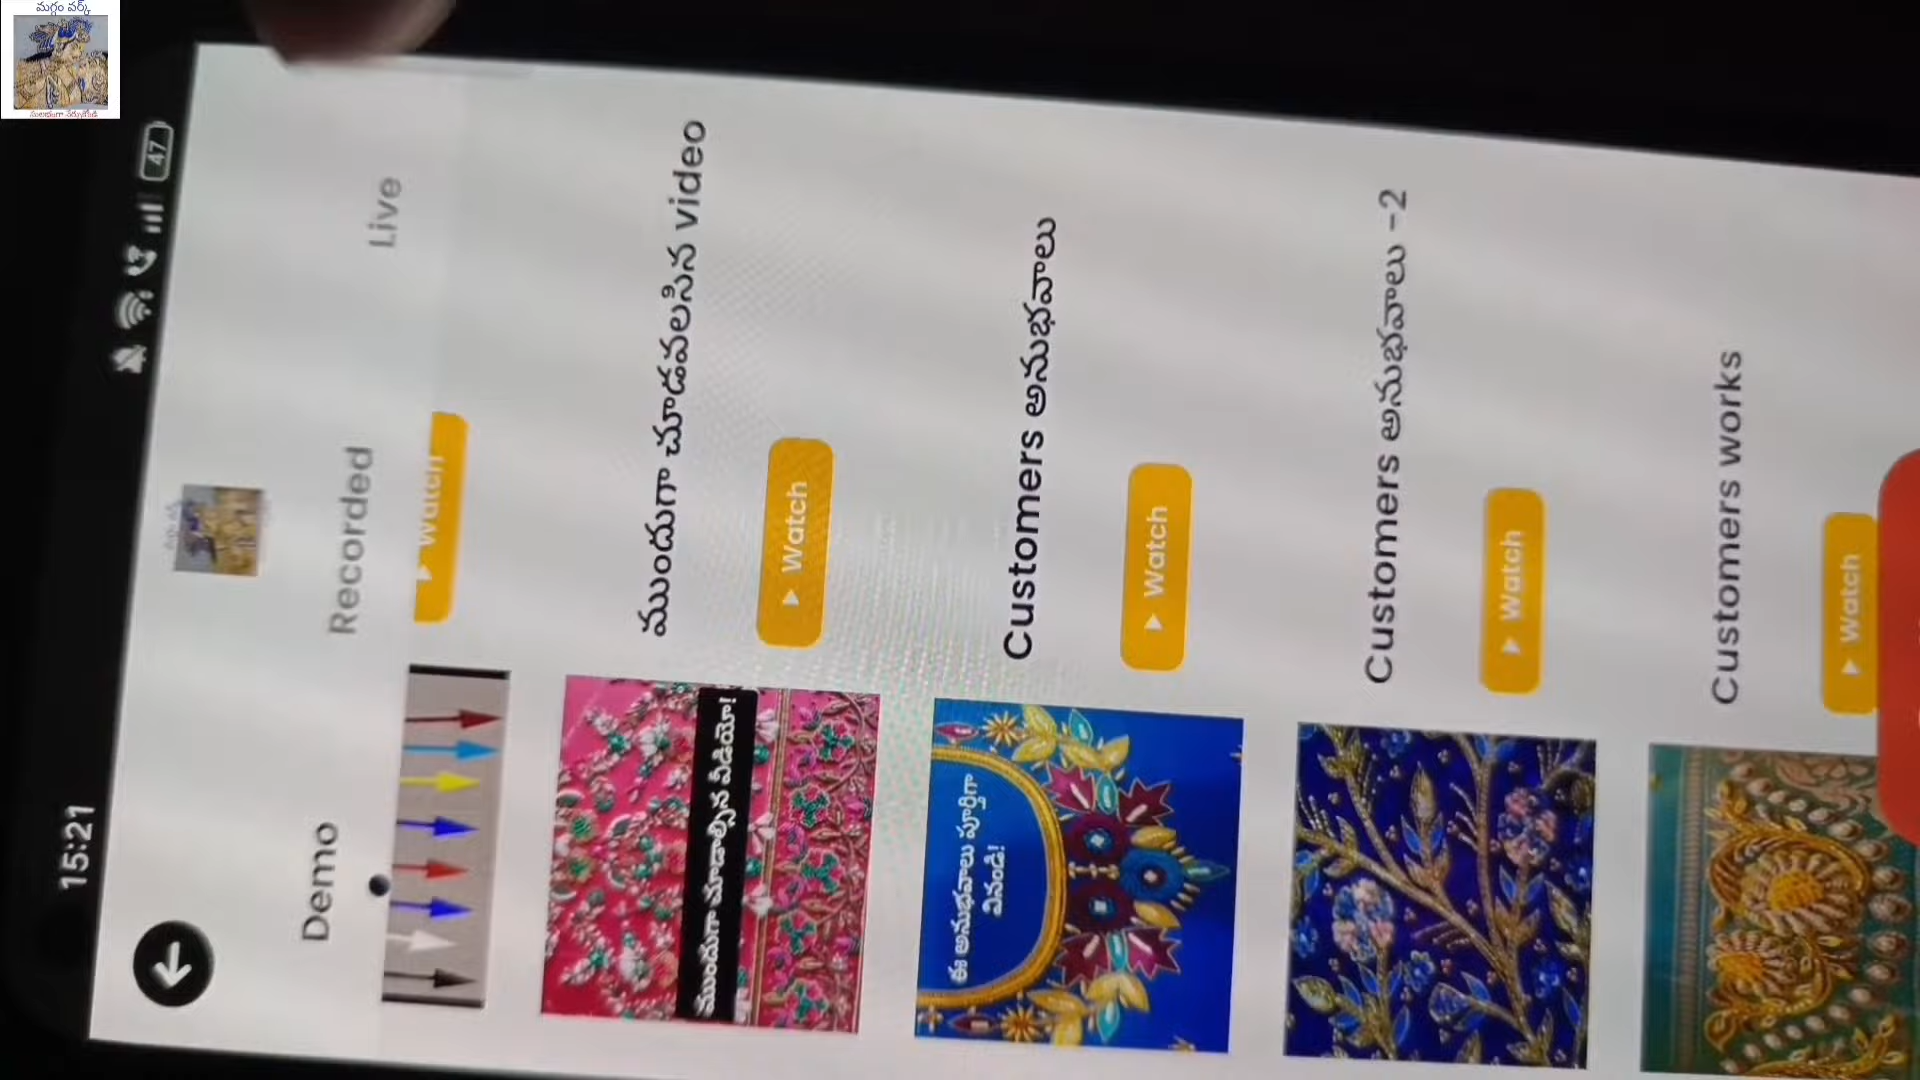 మగ్గం వర్క్
సులభంగా నేర్చుకోండి
15:21
47
Demo
Recorded
Live
Watch
ముందుగా చూడవలసిన video
Watch
ముందుగా చూడాల్సిన వీడియో!
Customers అనుభవాలు
Watch
ఈ అనుభవాలు పూర్తిగా
వినండి!
Customers అనుభవాలు -2
Watch
Customers works
Watch